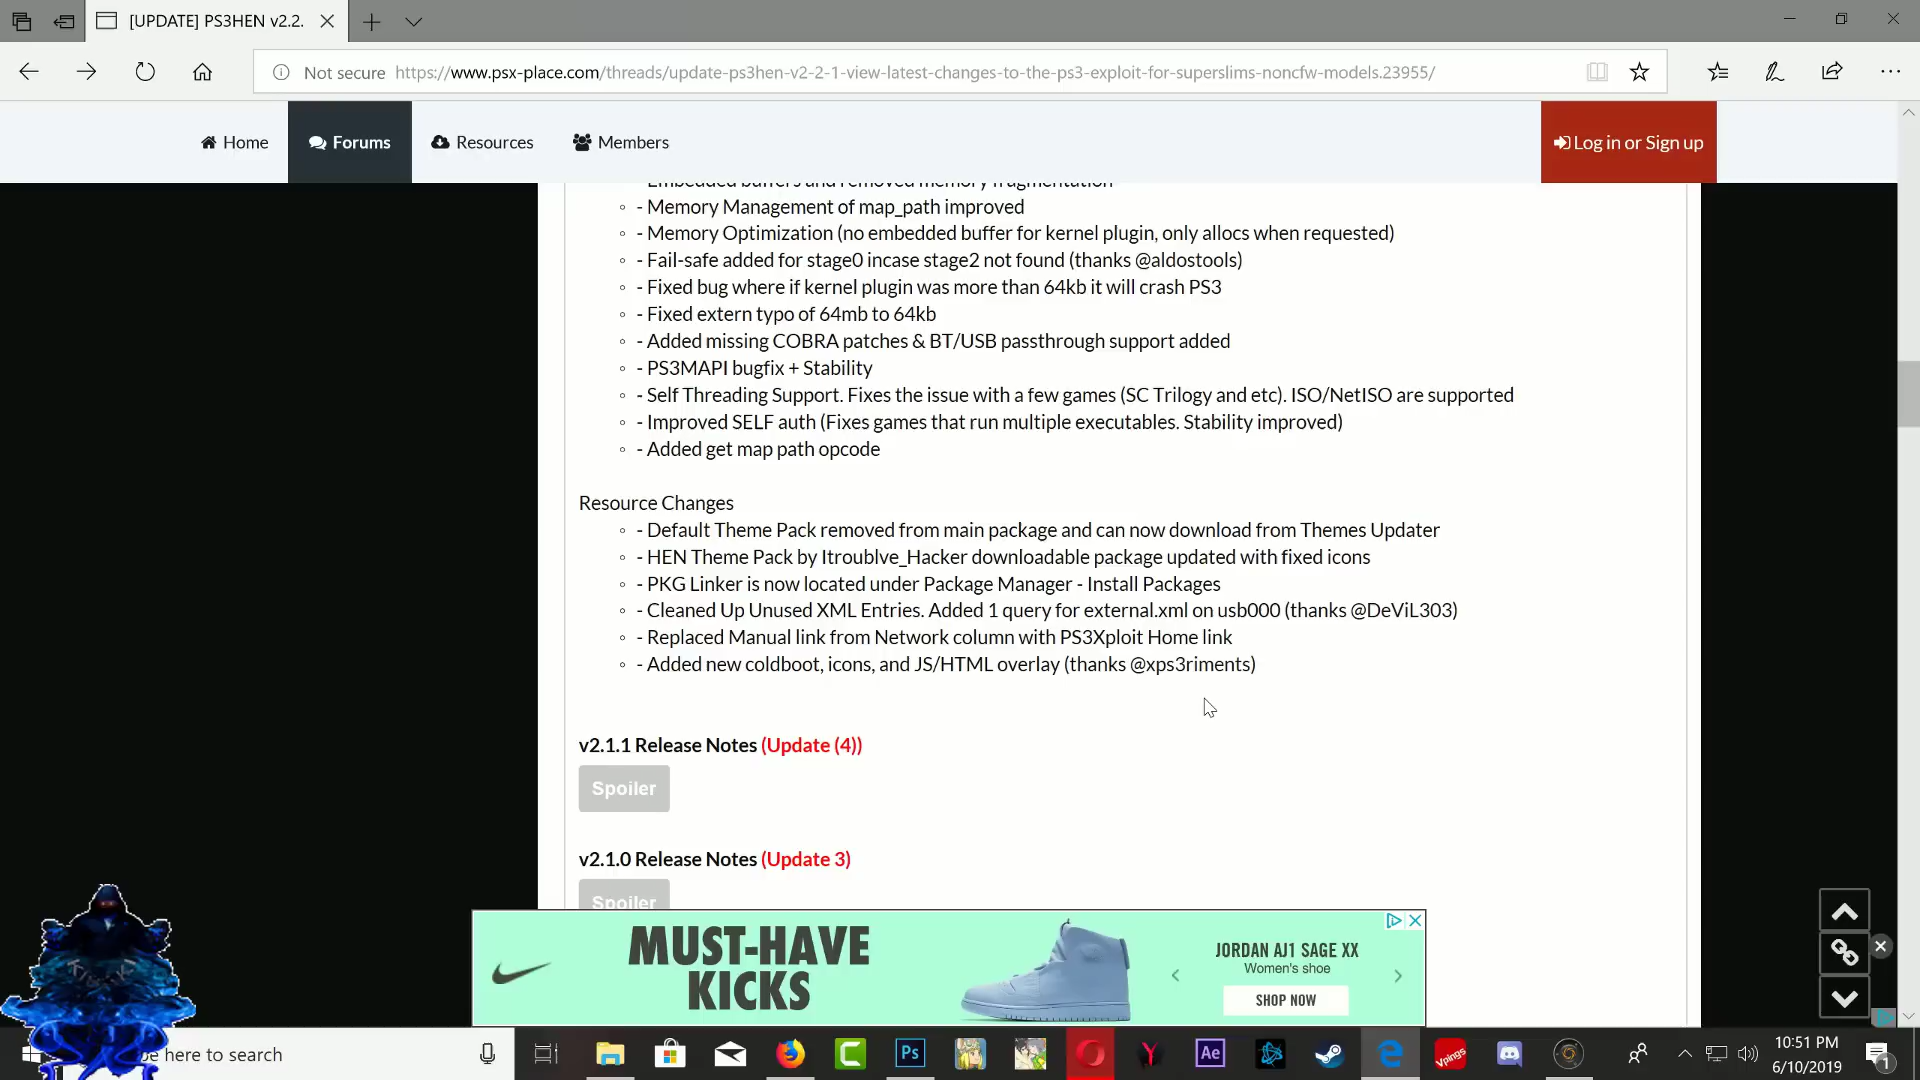 [UPDATE] PS3HEN v2.2.
Not secure https://www.psx-place.com/threads/update-ps3hen-v2-2-1-view-latest-changes-to-the-ps3-exploit-for-superslims-noncfw-models.23955/
Home Forums Resources Members Log in or Sign up
- Embedded buffers and removed memory fragmentation
- Memory Management of map_path improved
- Memory Optimization (no embedded buffer for kernel plugin, only allocs when requested)
- Fail-safe added for stage0 incase stage2 not found (thanks @aldostools)
- Fixed bug where if kernel plugin was more than 64kb it will crash PS3
- Fixed extern typo of 64mb to 64kb
- Added missing COBRA patches & BT/USB passthrough support added
- PS3MAPI bugfix + Stability
- Self Threading Support. Fixes the issue with a few games (SC Trilogy and etc). ISO/NetISO are supported
- Improved SELF auth (Fixes games that run multiple executables. Stability improved)
- Added get map path opcode
Resource Changes
- Default Theme Pack removed from main package and can now download from Themes Updater
- HEN Theme Pack by Itroublve_Hacker downloadable package updated with fixed icons
- PKG Linker is now located under Package Manager - Install Packages
- Cleaned Up Unused XML Entries. Added 1 query for external.xml on usb000 (thanks @DeViL303)
- Replaced Manual link from Network column with PS3Xploit Home link
- Added new coldboot, icons, and JS/HTML overlay (thanks @xps3riments)
v2.1.1 Release Notes (Update (4))
Spoiler
v2.1.0 Release Notes (Update 3)
Spoiler
MUST-HAVE
KICKS
JORDAN AJ1 SAGE XX
Women's shoe
SHOP NOW
here to search
Ps
Ae
Vpings
10:51 PM
6/10/2019
1